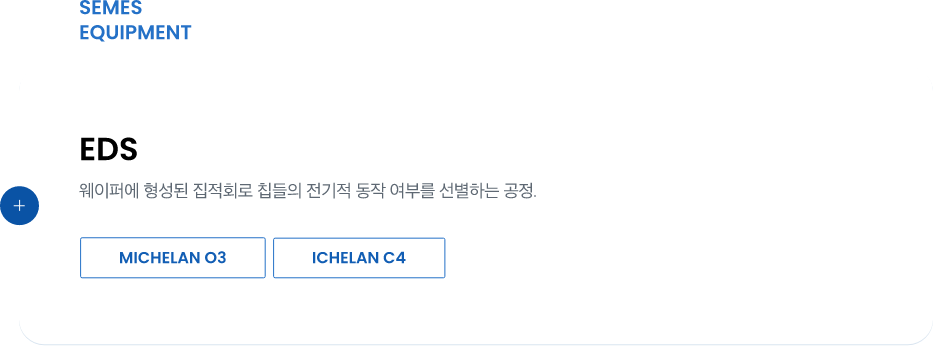 SEMES
EQUIPMENT
EDS
웨이퍼에 형성된 집적회로 칩들의 전기적 동작 여부를 선별하는 공정.
MICHELAN O3
ICHELAN C4